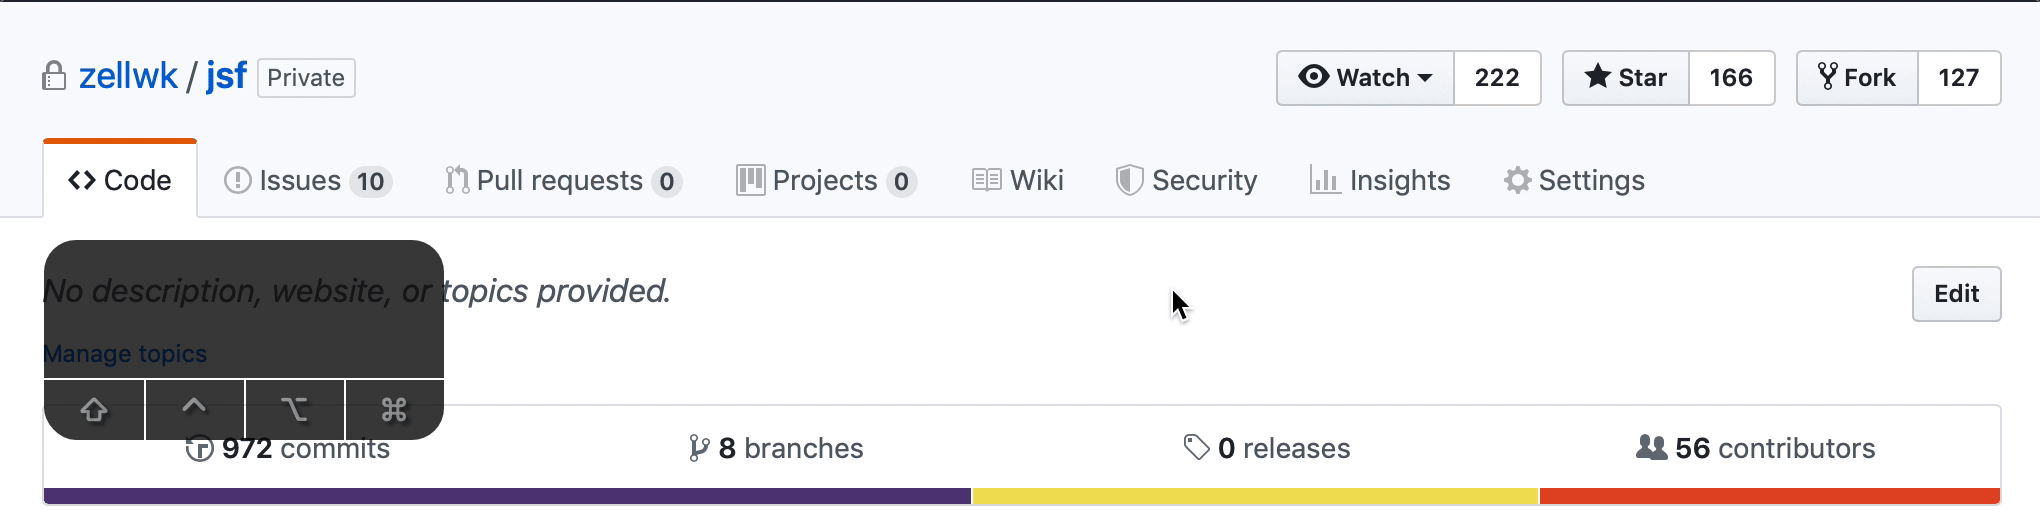 zellwk / jsf Private Watch 222 Star 166 Fork 127
Code Issues 10 Pull requests 0 Projects 0 Wiki Security Insights Settings
No description, website, or topics provided. Edit
Manage topics
⇧ ⌃ ⌥ ⌘
972 commits 8 branches 0 releases 56 contributors